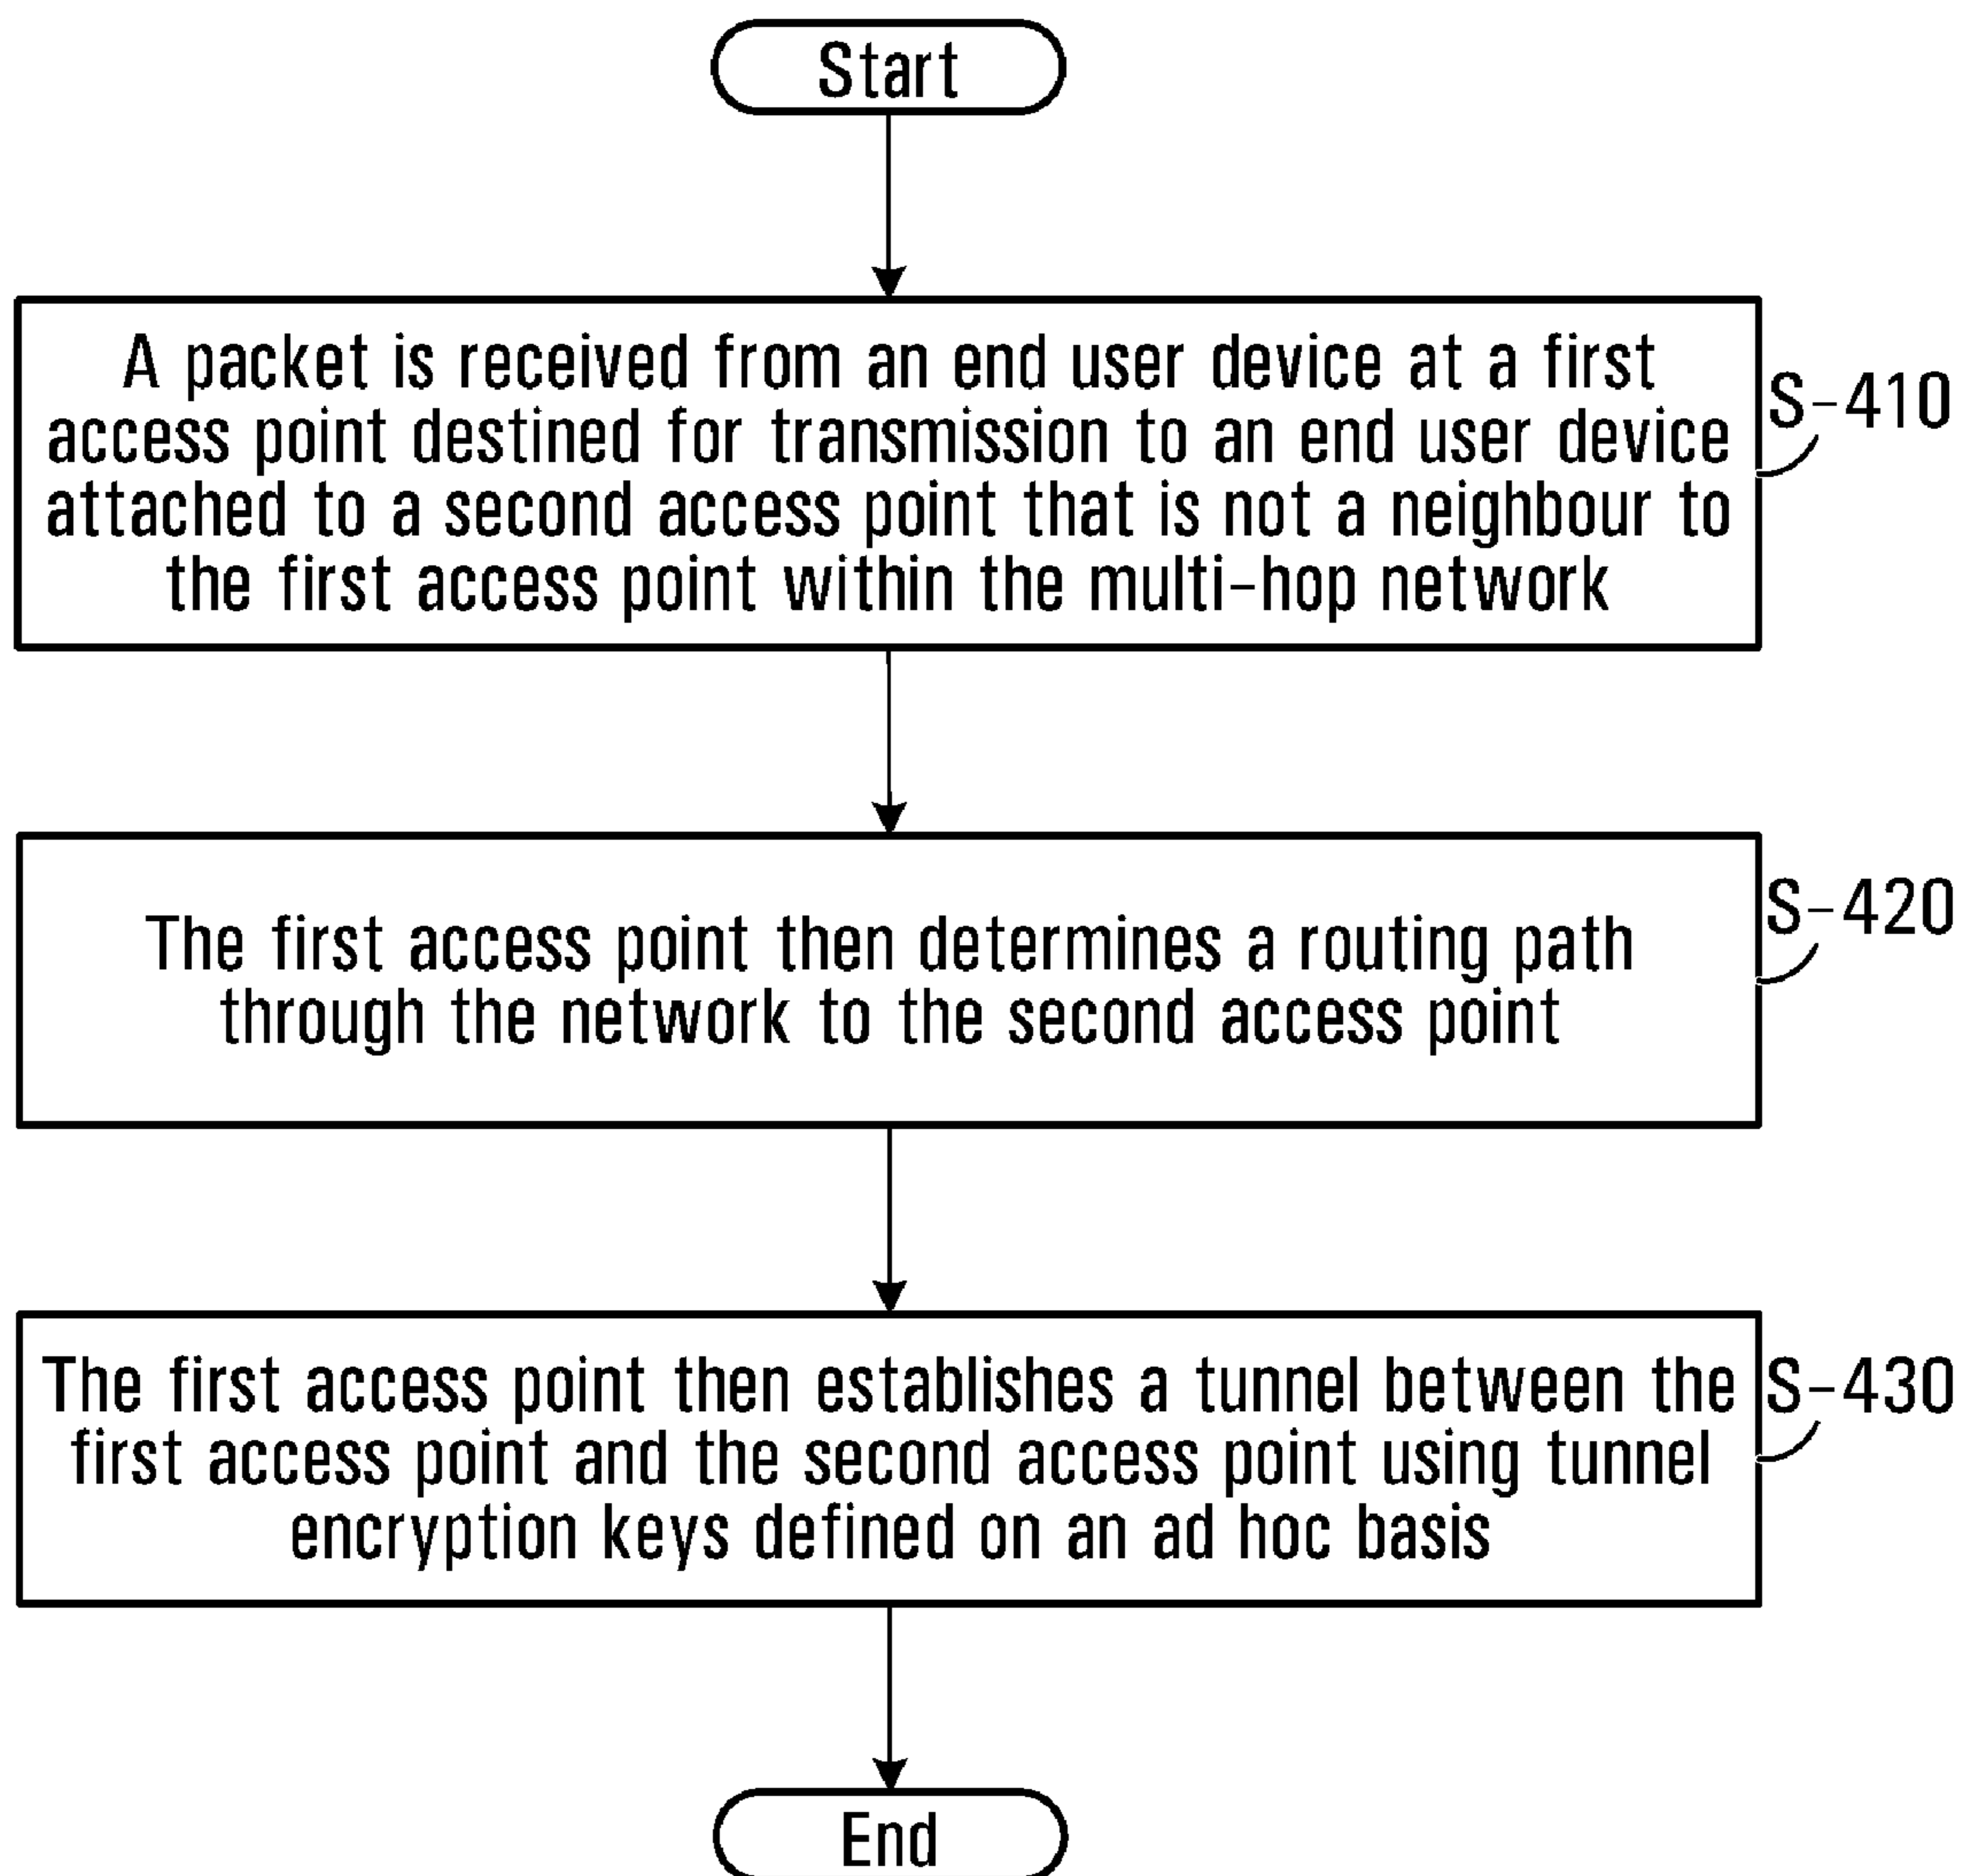 Start
A packet is received from an end user device at a first
access point destined for transmission to an end user device
attached to a second access point that is not a neighbour to
the first access point within the multi-hop network
S-410
The first access point then determines a routing path
through the network to the second access point
S-420
The first access point then establishes a tunnel between the
first access point and the second access point using tunnel
encryption keys defined on an ad hoc basis
S-430
End